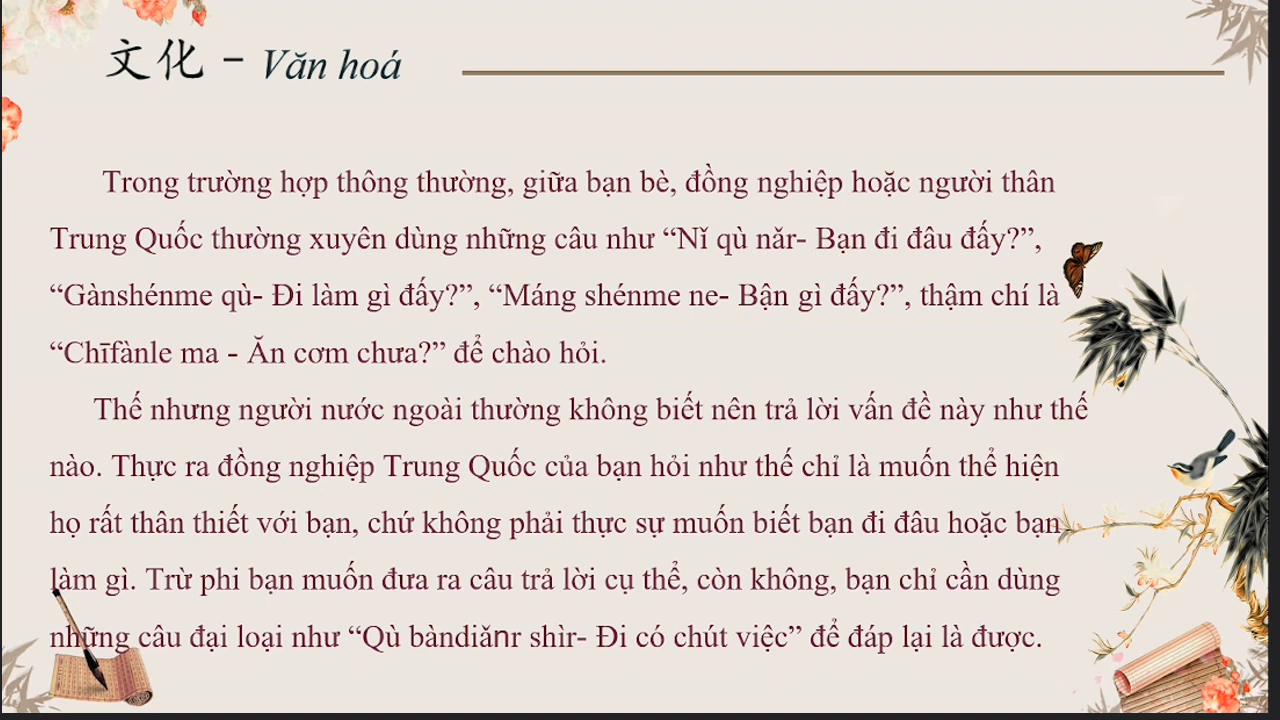 文化 - Văn hoá
Trong trường hợp thông thường, giữa bạn bè, đồng nghiệp hoặc người thân
Trung Quốc thường xuyên dùng những câu như “Nǐ qù năr- Bạn đi đâu đấy?”,
“Gànshénme qù- Đi làm gì đấy?”, “Máng shénme ne- Bận gì đấy?”, thậm chí là
“Chīfànle ma - Ăn cơm chưa?” để chào hỏi.
Thế nhưng người nước ngoài thường không biết nên trả lời vấn đề này như thế
nào. Thực ra đồng nghiệp Trung Quốc của bạn hỏi như thế chỉ là muốn thể hiện
họ rất thân thiết với bạn, chứ không phải thực sự muốn biết bạn đi đâu hoặc bạn
làm gì. Trừ phi bạn muốn đưa ra câu trả lời cụ thể, còn không, bạn chỉ cần dùng
những câu đại loại như “Qù bàndiǎnr shìr- Đi có chút việc” để đáp lại là được.